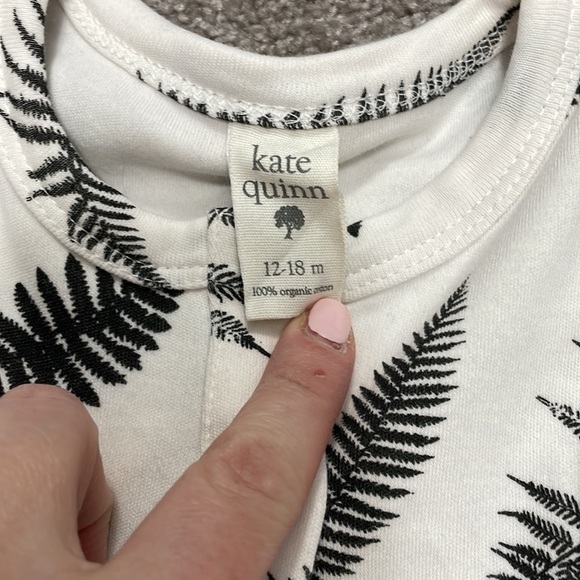 kate
quinn
12-18 m
100% organic cotton